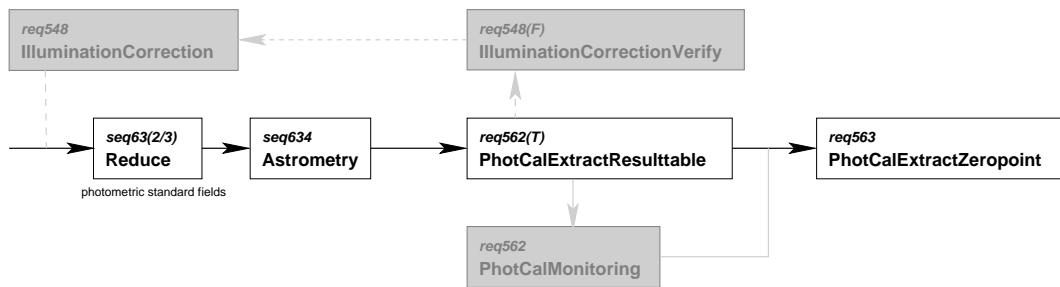 req548
IlluminationCorrection
req548(F)
IlluminationCorrectionVerify
seq63(2/3)
Reduce
photometric standard fields
seq634
Astrometry
req562(T)
PhotCalExtractResulttable
req563
PhotCalExtractZeropoint
req562
PhotCalMonitoring